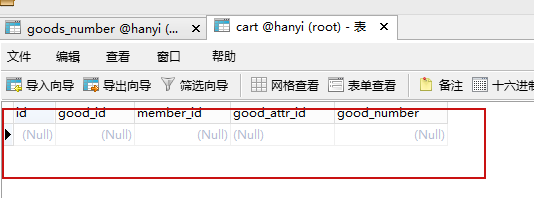 goods_number @hanyi (...
cart @hanyi (root) - 表
文件 编辑 查看 窗口 帮助
导入向导 导出向导 筛选向导 网格查看 表单查看 备注 十六进制
id good_id member_id good_attr_id good_number
(Null) (Null) (Null) (Null) (Null)